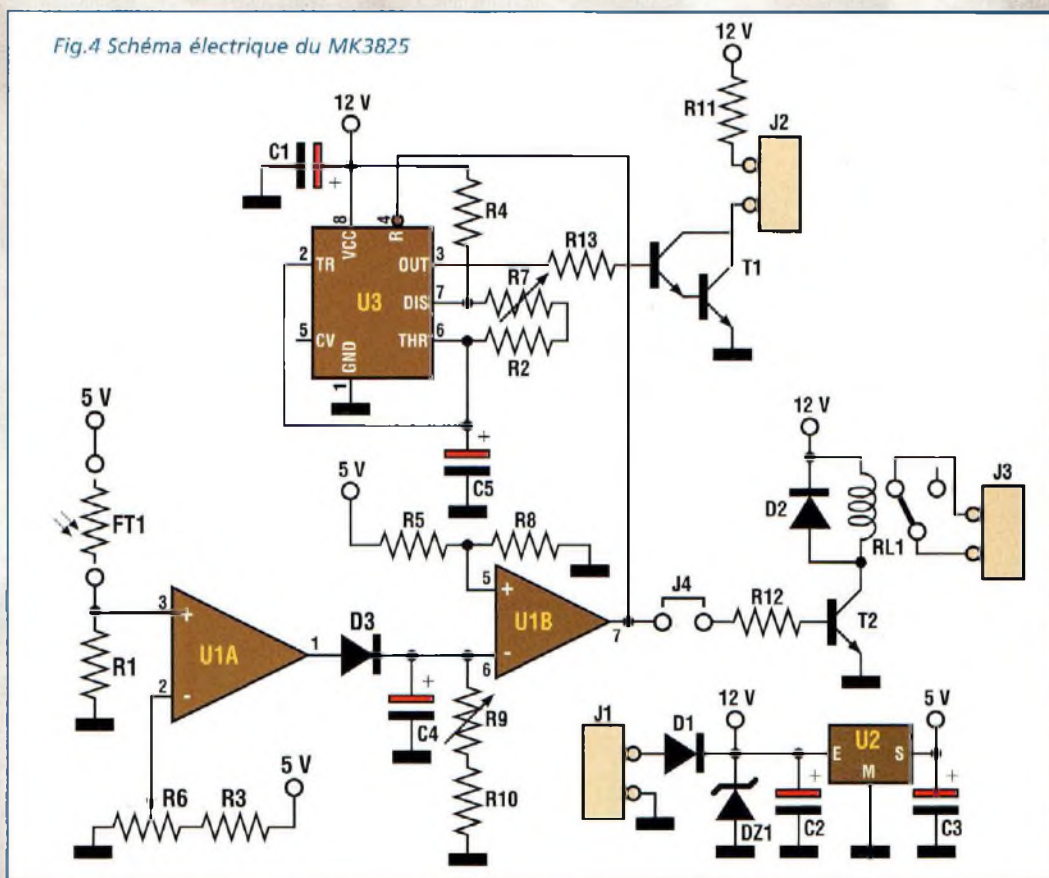 Fig.4 Schéma électrique du MK3825
12 V
R11
J2
12 V
C1
+
R4
8
4
VCC
R
2
TR
OUT
3
R13
T1
U3
DIS
7
R7
5
CV
THR
6
R2
GND
1
5 V
+
C5
5 V
FT1
R5
R8
12 V
J3
D2
RL1
3
+
D3
5
+
U1B
7
J4
R12
T2
U1A
1
6
-
R1
2
-
+
C4
R9
R10
J1
D1
12 V
U2
5 V
E
S
M
+
C2
+
C3
DZ1
R6
R3
5 V